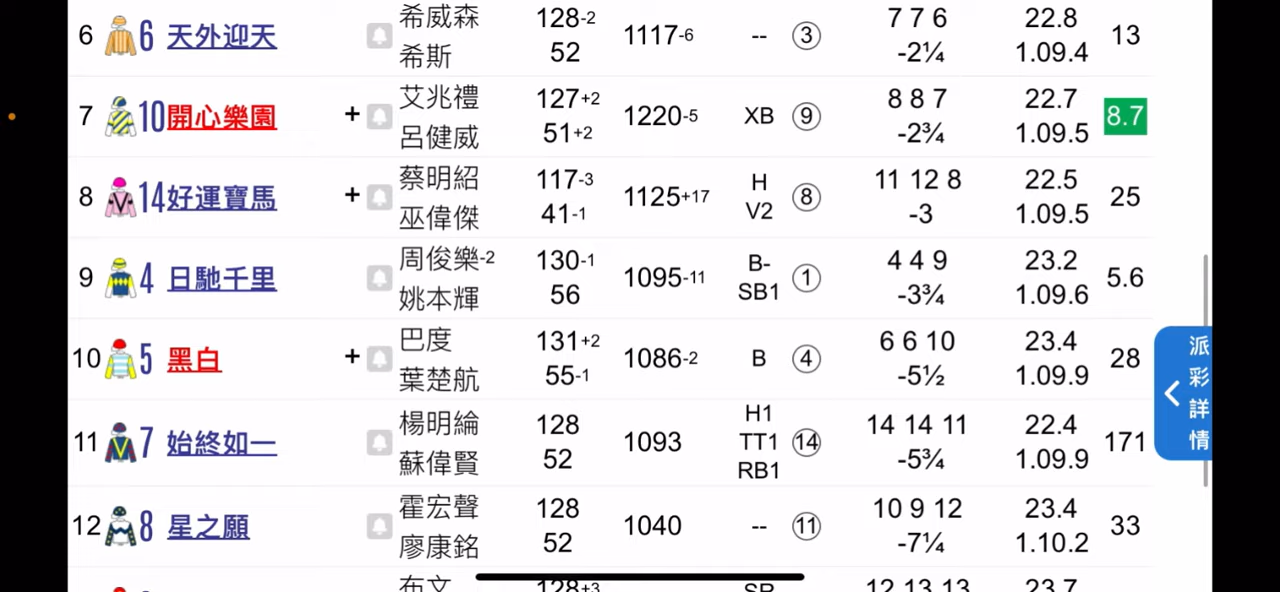 6 6 天外迎天 希威森 希斯 128-2 52 1117-6 -- 3 7 7 6 -2¼ 22.8 1.09.4 13
7 10 開心樂園 + 艾兆禮 呂健威 127+2 51+2 1220-5 XB 9 8 8 7 -2¾ 22.7 1.09.5 8.7
8 14 好運寶馬 + 蔡明紹 巫偉傑 117-3 41-1 1125+17 H V2 8 11 12 8 -3 22.5 1.09.5 25
9 4 日馳千里 周俊樂-2 姚本輝 130-1 56 1095-11 B- SB1 1 4 4 9 -3¾ 23.2 1.09.6 5.6
10 5 黑白 + 巴度 葉楚航 131+2 55-1 1086-2 B 4 6 6 10 -5½ 23.4 1.09.9 28
11 7 始終如一 楊明綸 蘇偉賢 128 52 1093 H1 TT1 RB1 14 14 14 11 -5¾ 22.4 1.09.9 171
12 8 星之願 霍宏聲 廖康銘 128 52 1040 -- 11 10 9 12 -7¼ 23.4 1.10.2 33
布文 128+3 SR 12 13 13 23.7
派彩詳情